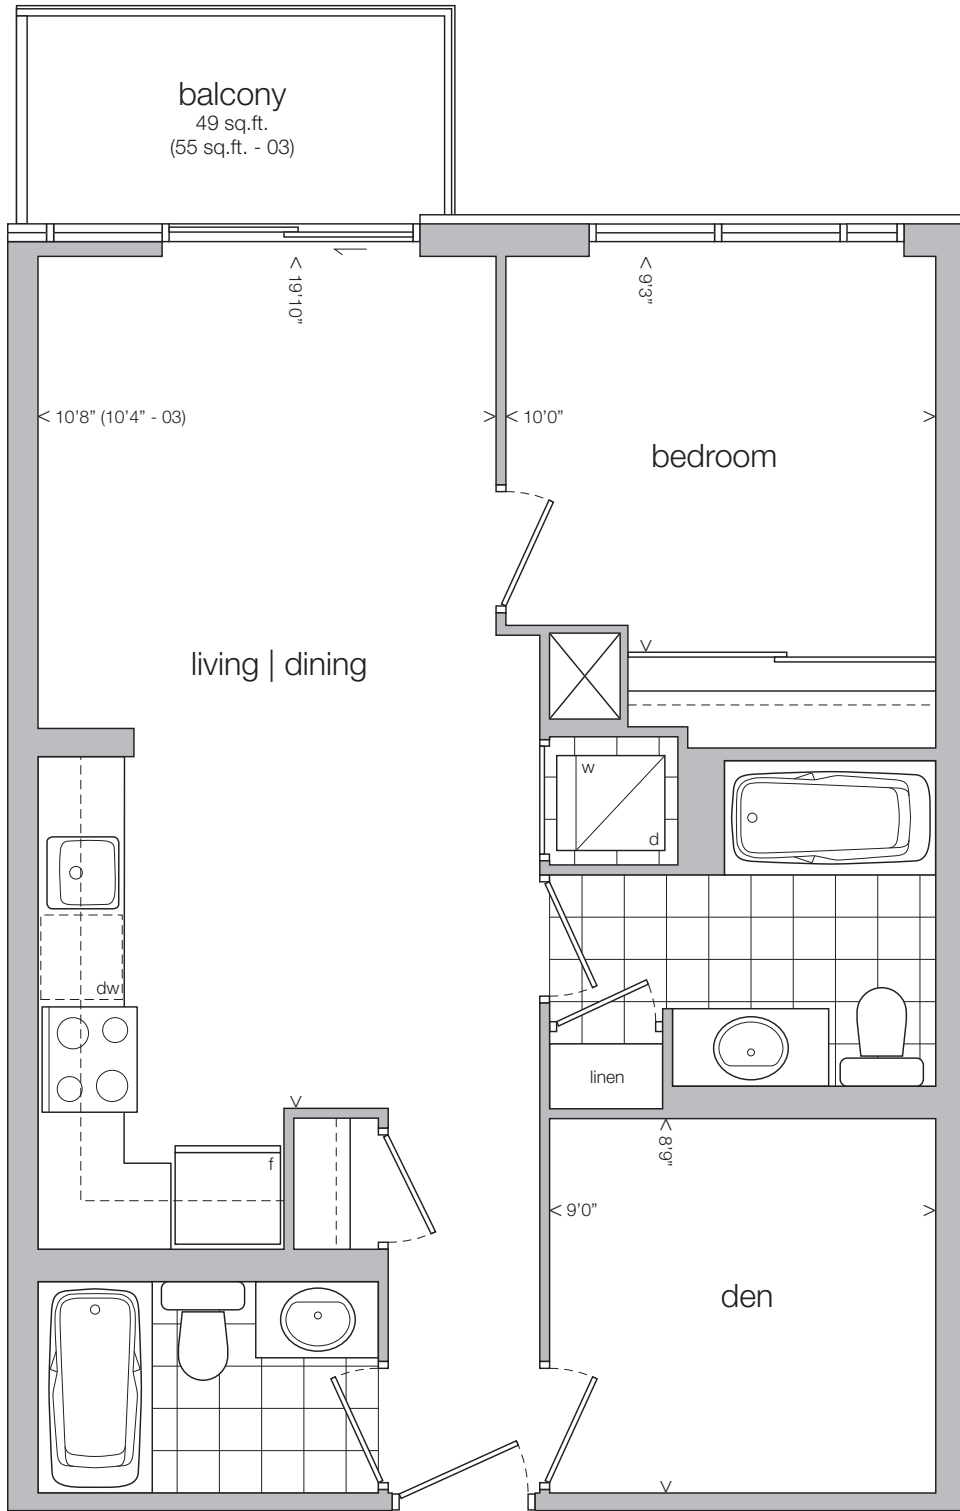 balcony
49 sq.ft.
(55 sq.ft. - 03)
19'10"
9'3"
10'8" (10'4" - 03)
10'0"
bedroom
living | dining
w
d
dw
linen
f
8'9"
9'0"
den